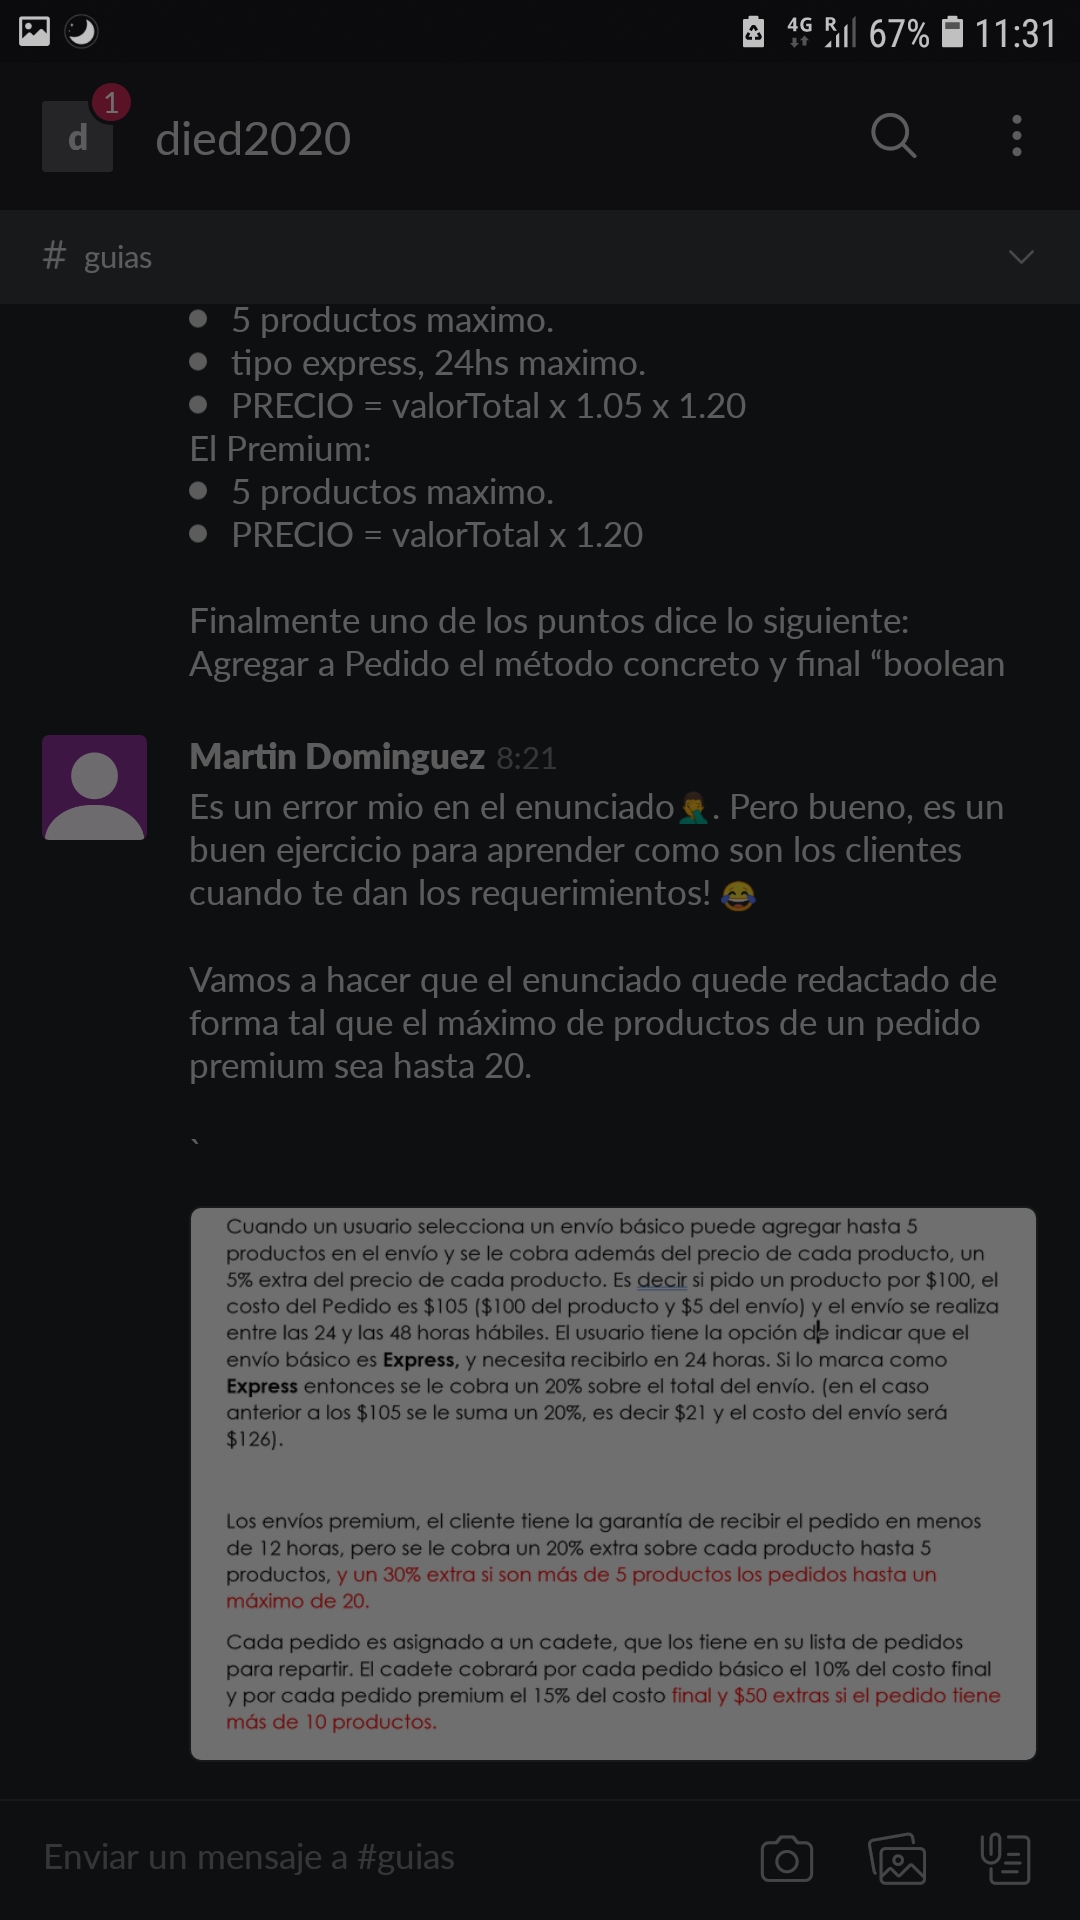 4G R 67% 11:31
d 1 died2020
# guias
5 productos maximo.
tipo express, 24hs maximo.
PRECIO = valorTotal x 1.05 x 1.20
El Premium:
5 productos maximo.
PRECIO = valorTotal x 1.20
Finalmente uno de los puntos dice lo siguiente:
Agregar a Pedido el método concreto y final “boolean
Martin Dominguez 8:21
Es un error mio en el enunciado🤦‍♂️. Pero bueno, es un
buen ejercicio para aprender como son los clientes
cuando te dan los requerimientos! 😂
Vamos a hacer que el enunciado quede redactado de
forma tal que el máximo de productos de un pedido
premium sea hasta 20.
`
Cuando un usuario selecciona un envío básico puede agregar hasta 5
productos en el envío y se le cobra además del precio de cada producto, un
5% extra del precio de cada producto. Es decir si pido un producto por $100, el
costo del Pedido es $105 ($100 del producto y $5 del envío) y el envío se realiza
entre las 24 y las 48 horas hábiles. El usuario tiene la opción de indicar que el
envío básico es Express, y necesita recibirlo en 24 horas. Si lo marca como
Express entonces se le cobra un 20% sobre el total del envío. (en el caso
anterior a los $105 se le suma un 20%, es decir $21 y el costo del envío será
$126).
Los envíos premium, el cliente tiene la garantía de recibir el pedido en menos
de 12 horas, pero se le cobra un 20% extra sobre cada producto hasta 5
productos, y un 30% extra si son más de 5 productos los pedidos hasta un
máximo de 20.
Cada pedido es asignado a un cadete, que los tiene en su lista de pedidos
para repartir. El cadete cobrará por cada pedido básico el 10% del costo final
y por cada pedido premium el 15% del costo final y $50 extras si el pedido tiene
más de 10 productos.
Enviar un mensaje a #guias